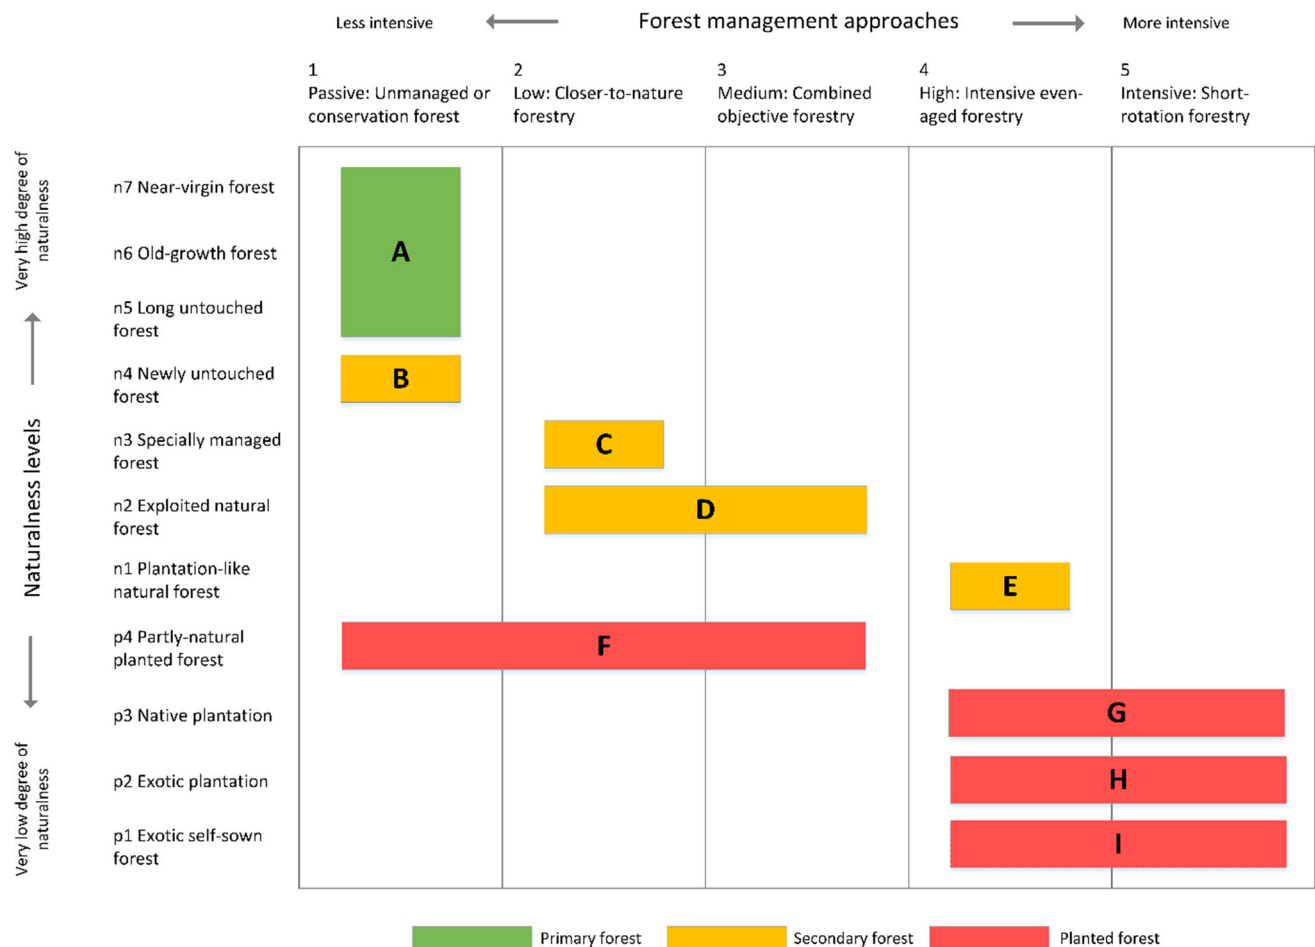 Less intensive
Forest management approaches
More intensive
1
Passive: Unmanaged or
conservation forest
2
Low: Closer-to-nature
forestry
3
Medium: Combined
objective forestry
4
High: Intensive even-
aged forestry
5
Intensive: Short-
rotation forestry
Very high degree of
naturalness
Naturalness levels
Very low degree of
naturalness
n7 Near-virgin forest
n6 Old-growth forest
A
n5 Long untouched
forest
n4 Newly untouched
forest
B
n3 Specially managed
forest
C
n2 Exploited natural
forest
D
n1 Plantation-like
natural forest
E
p4 Partly-natural
planted forest
F
p3 Native plantation
G
p2 Exotic plantation
H
p1 Exotic self-sown
forest
I
Primary forest
Secondary forest
Planted forest